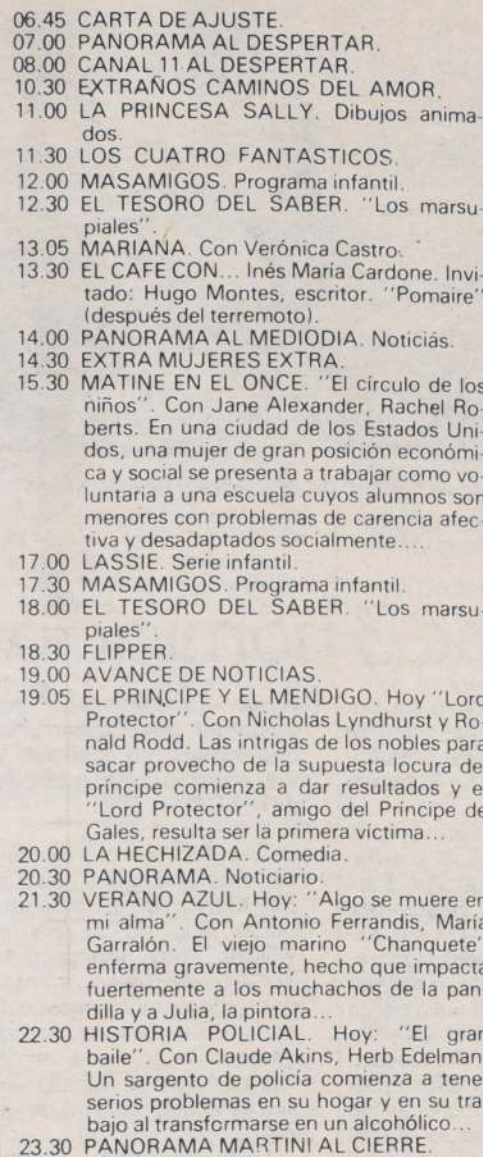 06.45 CARTA DE AJUSTE.
07.00 PANORAMA AL DESPERTAR.
08.00 CANAL 11 AL DESPERTAR.
10.30 EXTRAÑOS CAMINOS DEL AMOR.
11.00 LA PRINCESA SALLY. Dibujos anima-
dos.
11.30 LOS CUATRO FANTASTICOS.
12.00 MASAMIGOS. Programa infantil.
12.30 EL TESORO DEL SABER. "Los marsu-
piales".
13.05 MARIANA. Con Verónica Castro.
13.30 EL CAFE CON... Inés María Cardone. Invi-
tado: Hugo Montes, escritor. "Pomaire"
(después del terremoto).
14.00 PANORAMA AL MEDIODIA. Noticiás.
14.30 EXTRA MUJERES EXTRA.
15.30 MATINE EN EL ONCE. "El círculo de los
niños". Con Jane Alexander, Rachel Ro-
berts. En una ciudad de los Estados Uni-
dos, una mujer de gran posición económi-
ca y social se presenta a trabajar como vo-
luntaria a una escuela cuyos alumnos son
menores con problemas de carencia afec-
tiva y desadaptados socialmente....
17.00 LASSIE. Serie infantil.
17.30 MASAMIGOS. Programa infantil.
18.00 EL TESORO DEL SABER. "Los marsu-
piales".
18.30 FLIPPER.
19.00 AVANCE DE NOTICIAS.
19.05 EL PRINCIPE Y EL MENDIGO. Hoy "Lord
Protector". Con Nicholas Lyndhurst y Ro-
nald Rodd. Las intrigas de los nobles para
sacar provecho de la supuesta locura de
príncipe comienza a dar resultados y e
"Lord Protector", amigo del Príncipe de
Gales, resulta ser la primera víctima...
20.00 LA HECHIZADA. Comedia.
20.30 PANORAMA. Noticiario.
21.30 VERANO AZUL. Hoy: "Algo se muere en
mi alma". Con Antonio Ferrandis, María
Garralón. El viejo marino "Chanquete"
enferma gravemente, hecho que impacta
fuertemente a los muchachos de la pan
dilla y a Julia, la pintora...
22.30 HISTORIA POLICIAL. Hoy: "El gran
baile". Con Claude Akins, Herb Edelman
Un sargento de policía comienza a tene
serios problemas en su hogar y en su tra
bajo al transformarse en un alcohólico...
23.30 PANORAMA MARTINI AL CIERRE.